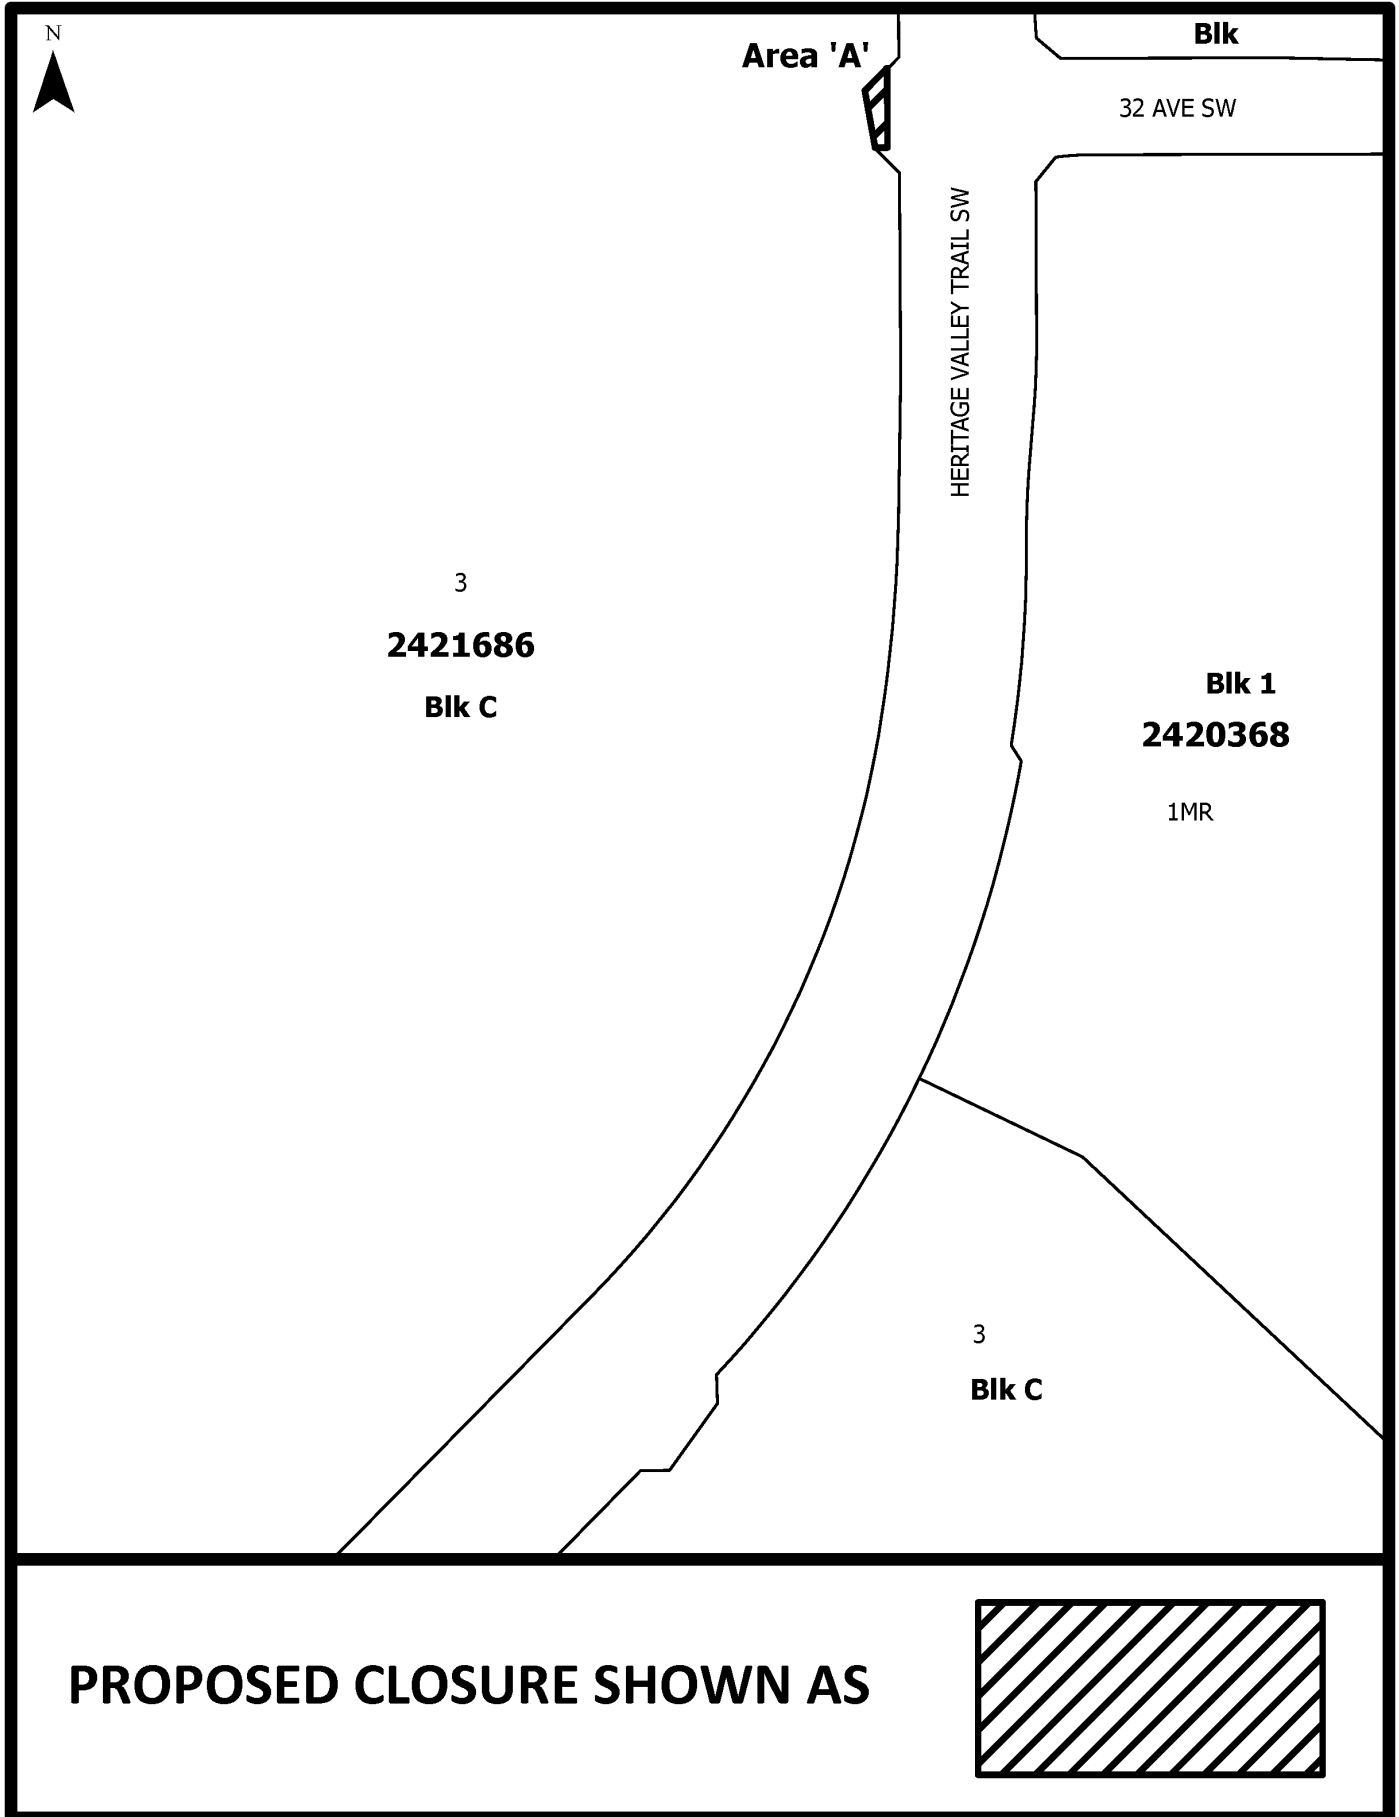 N
Area 'A'
Blk
32 AVE SW
HERITAGE VALLEY TRAIL SW
3
2421686
Blk C
Blk 1
2420368
1MR
3
Blk C
PROPOSED CLOSURE SHOWN AS